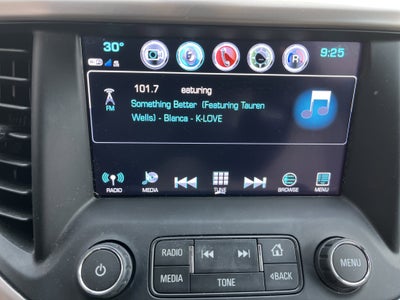 30°
9:25
101.7 eaturing
FM
Something Better (Featuring Tauren
Wells) - Bianca - K-LOVE
RADIO
MEDIA
TUNE
BROWSE
MENU
RADIO
MEDIA
TONE
BACK
MENU